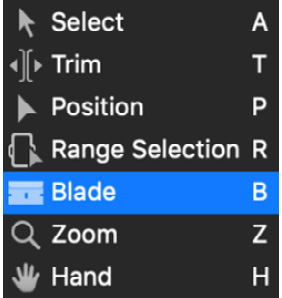 Select A
Trim T
Position P
Range Selection R
Blade B
Zoom Z
Hand H